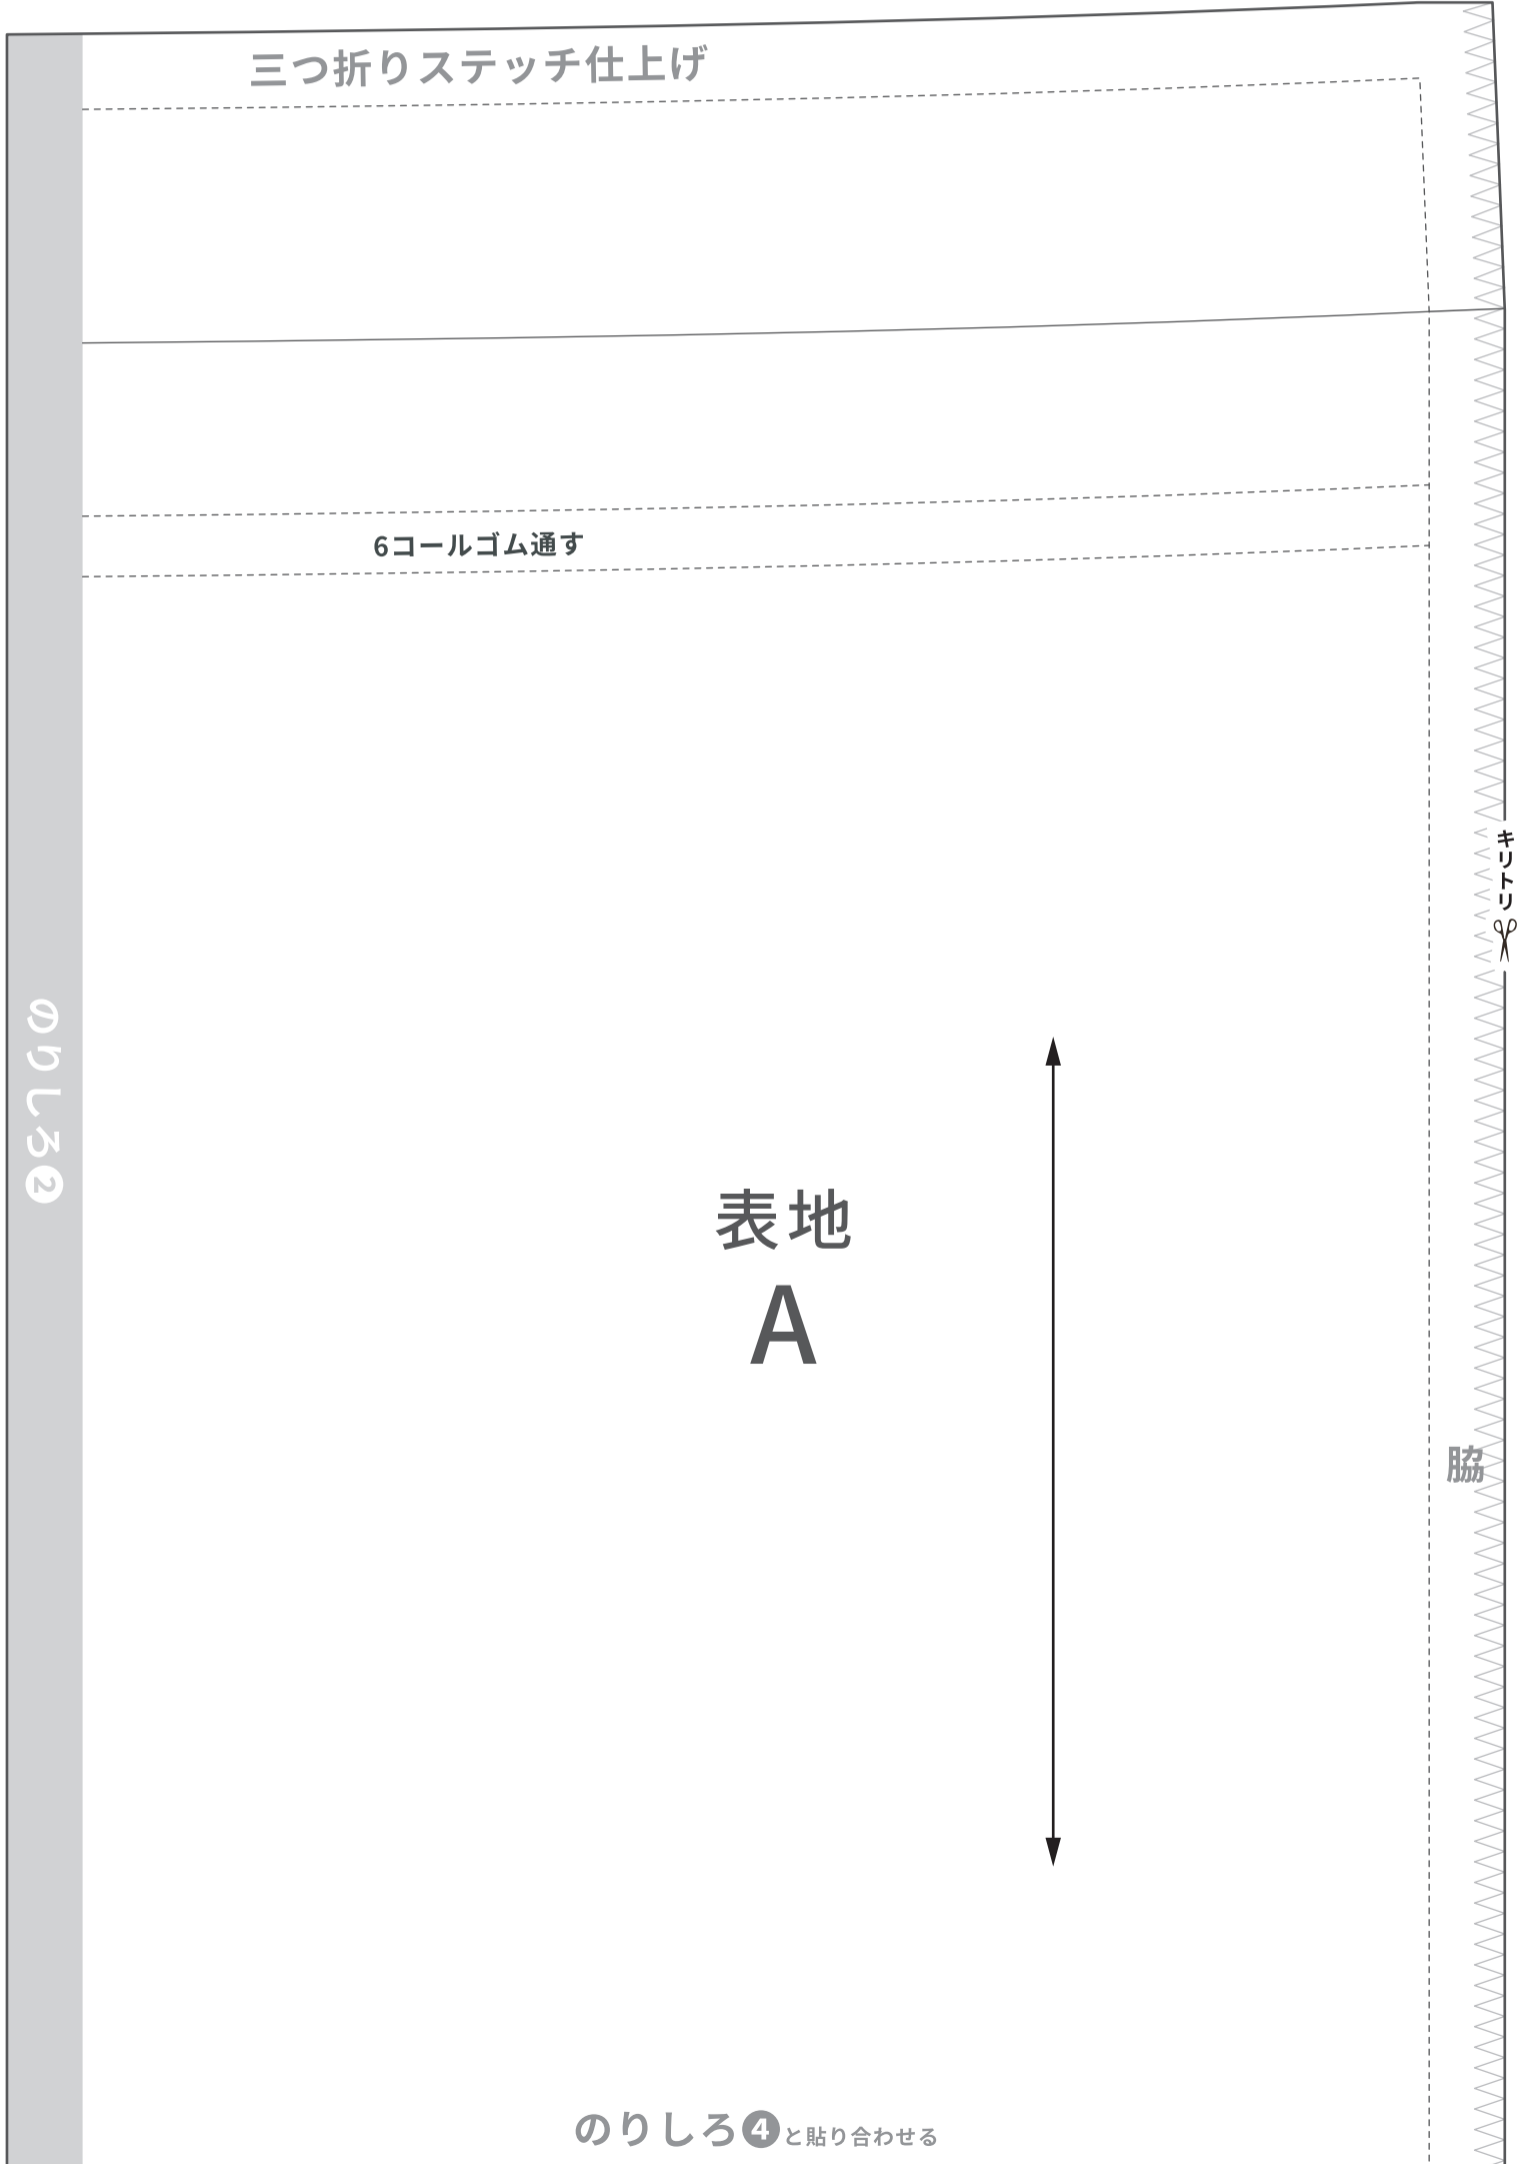 三つ折りステッチ仕上げ
6コールゴム通す
キリトリ
のりしろ❷
表地
A
脇
のりしろ❹と貼り合わせる